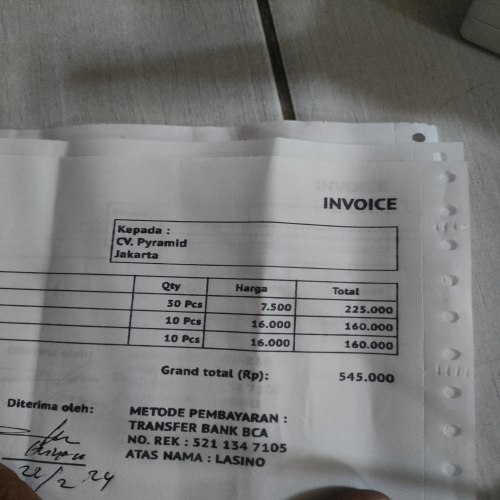 INVOICE
Kepada :
CV. Pyramid
Jakarta
Qty Harga Total
30 Pcs 7.500 225.000
10 Pcs 16.000 160.000
10 Pcs 16.000 160.000
Grand total (Rp): 545.000
Diterima oleh:
METODE PEMBAYARAN :
TRANSFER BANK BCA
NO. REK : 521 134 7105
ATAS NAMA : LASINO
22/2 24